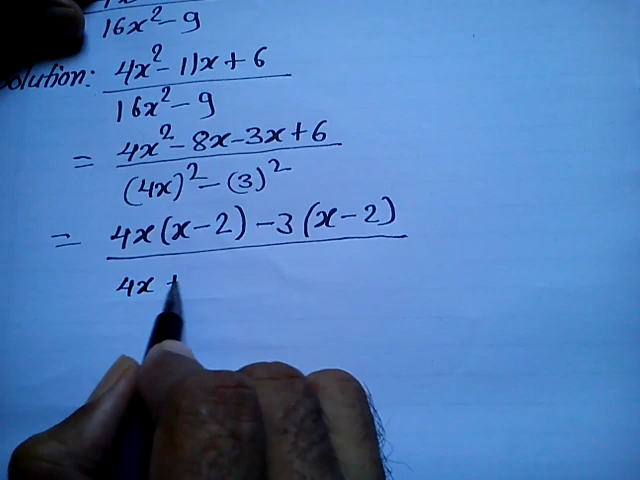 16x² - 9
Solution: 4x² - 11x + 6
16x² - 9
= 4x² - 8x - 3x + 6
(4x)² - (3)²
= 4x(x - 2) - 3(x - 2)
4x +